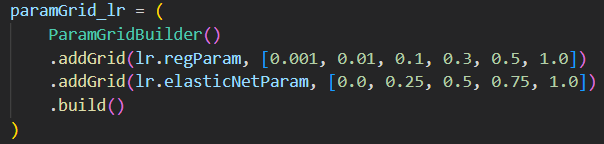 paramGrid_lr = (
    ParamGridBuilder()
    .addGrid(lr.regParam, [0.001, 0.01, 0.1, 0.3, 0.5, 1.0])
    .addGrid(lr.elasticNetParam, [0.0, 0.25, 0.5, 0.75, 1.0])
    .build()
)